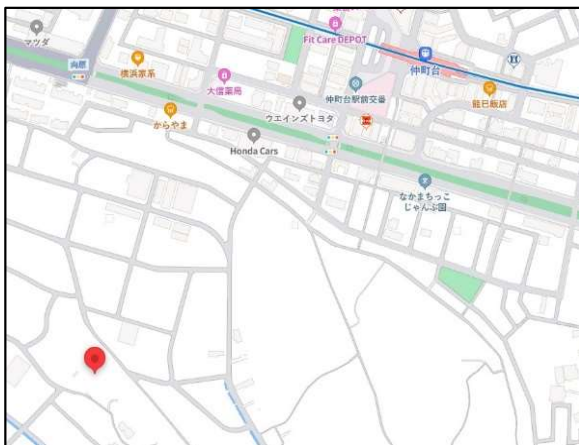 マツダ
Fit Care DEPOT
向原
横浜家系
仲町台
大信薬局
仲町台駅前交番
龍巳飯店
からやま
ウエインズトヨタ
Honda Cars
なかまちっこ
じゃんぷ園